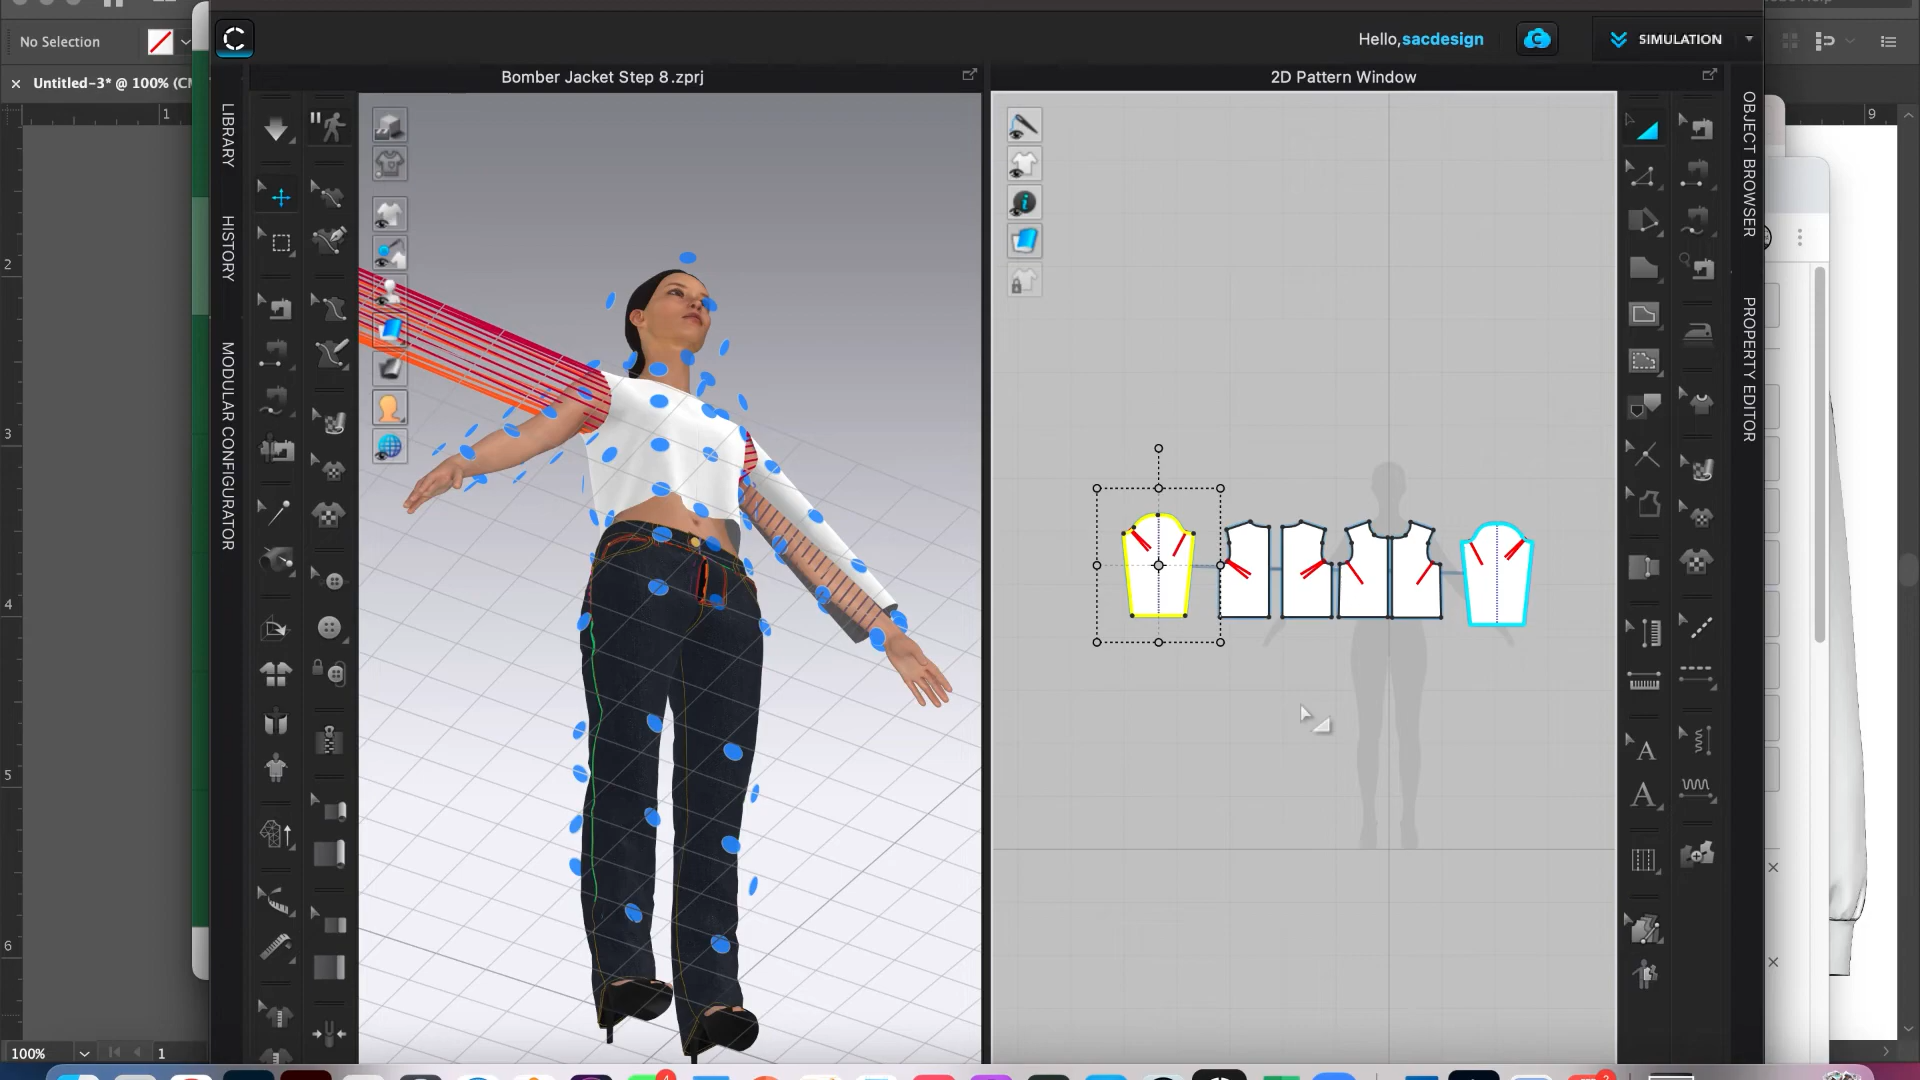 No Selection
Untitled-3* @ 100% (CM
1
2
3
4
5
6
100%
1
Hello,sacdesign
SIMULATION
Bomber Jacket Step 8.zprj
2D Pattern Window
LIBRARY
HISTORY
MODULAR CONFIGURATOR
OBJECT BROWSER
PROPERTY EDITOR
A
A
9